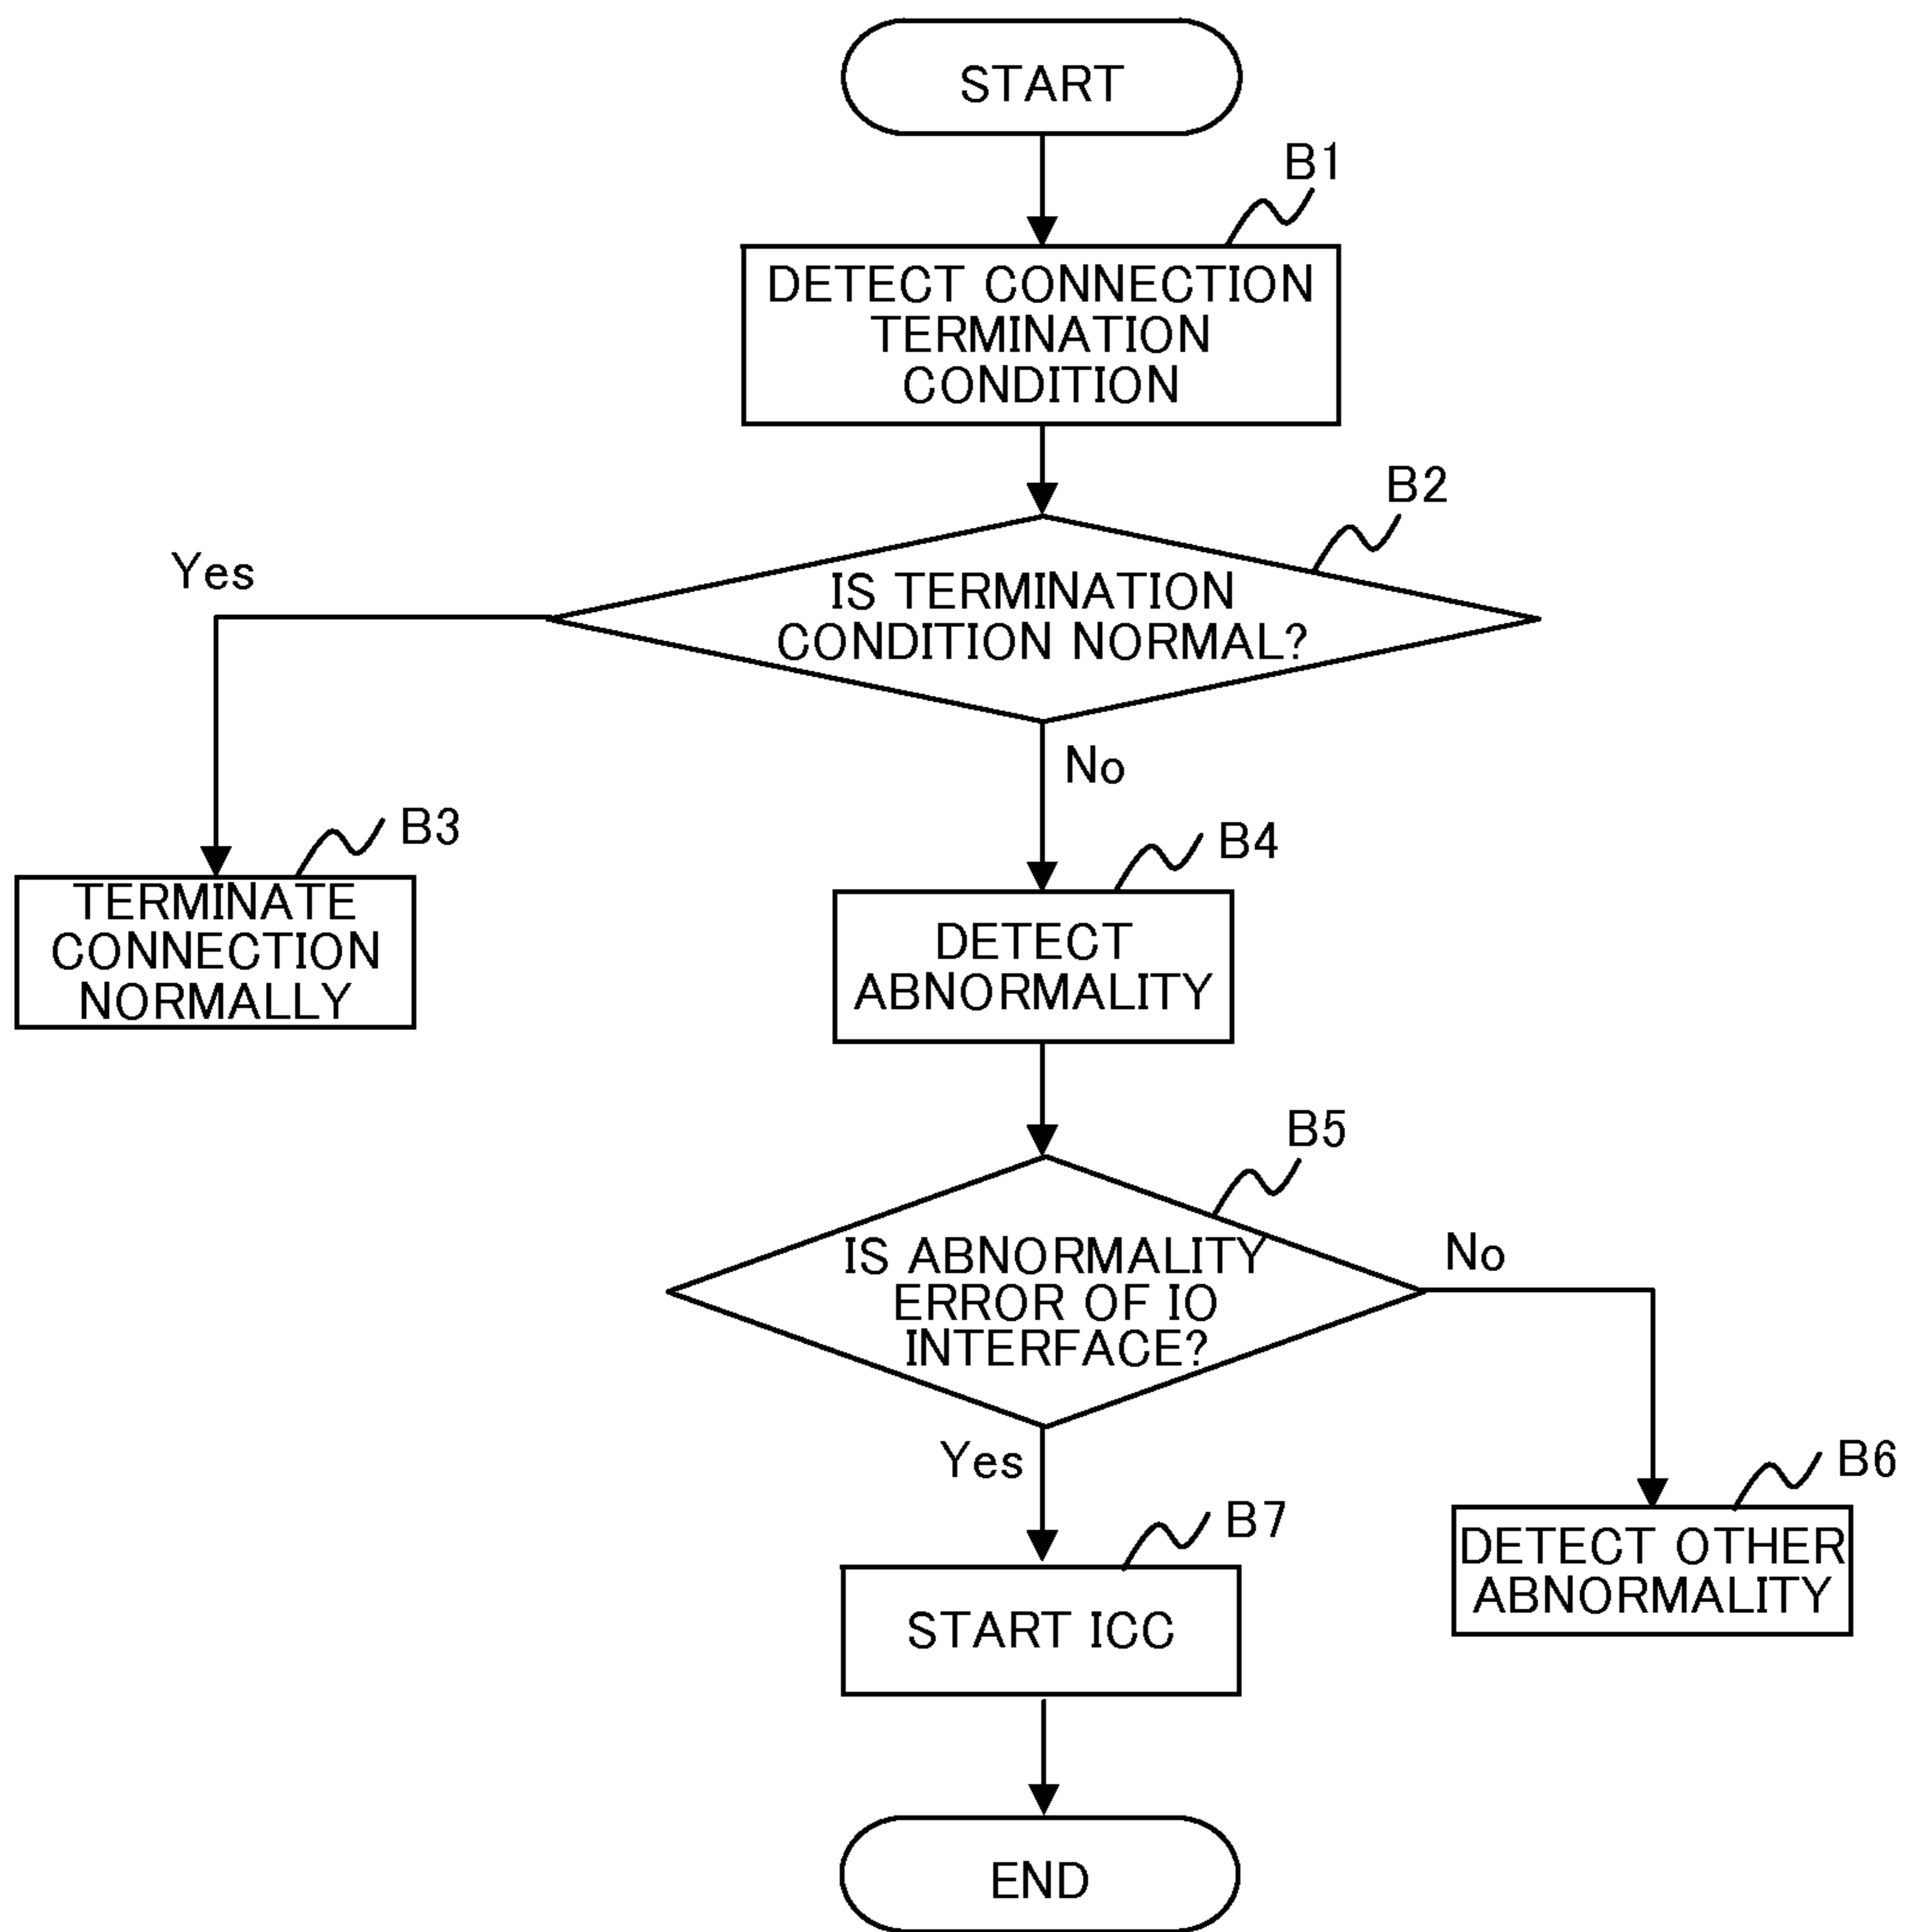 START
B1
DETECT CONNECTION
TERMINATION
CONDITION
B2
Yes
IS TERMINATION
CONDITION NORMAL?
No
B3
TERMINATE
CONNECTION
NORMALLY
B4
DETECT
ABNORMALITY
B5
IS ABNORMALITY
ERROR OF IO
INTERFACE?
No
Yes
B6
DETECT OTHER
ABNORMALITY
B7
START ICC
END